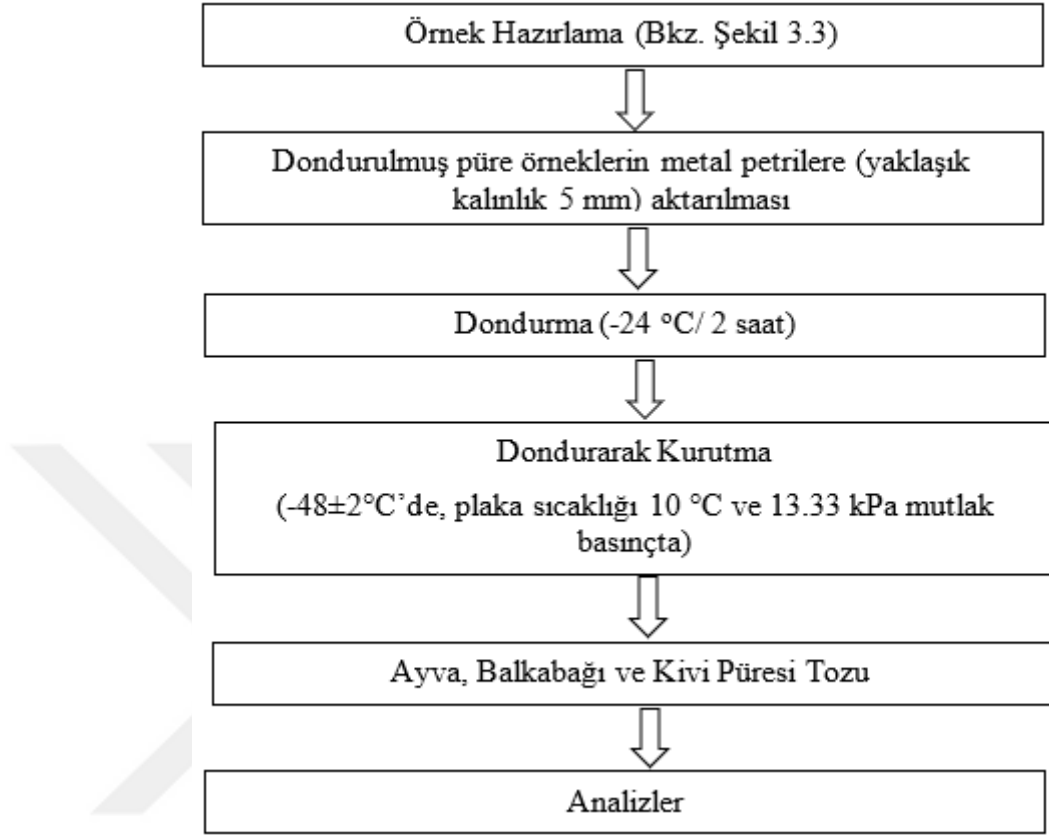 Örnek Hazırlama (Bkz. Şekil 3.3)
Dondurulmuş püre örneklerin metal petrilere (yaklaşık
kalınlık 5 mm) aktarılması
Dondurma (-24 °C/ 2 saat)
Dondurarak Kurutma
(-48±2°C’de, plaka sıcaklığı 10 °C ve 13.33 kPa mutlak
basınçta)
Ayva, Balkabağı ve Kivi Püresi Tozu
Analizler